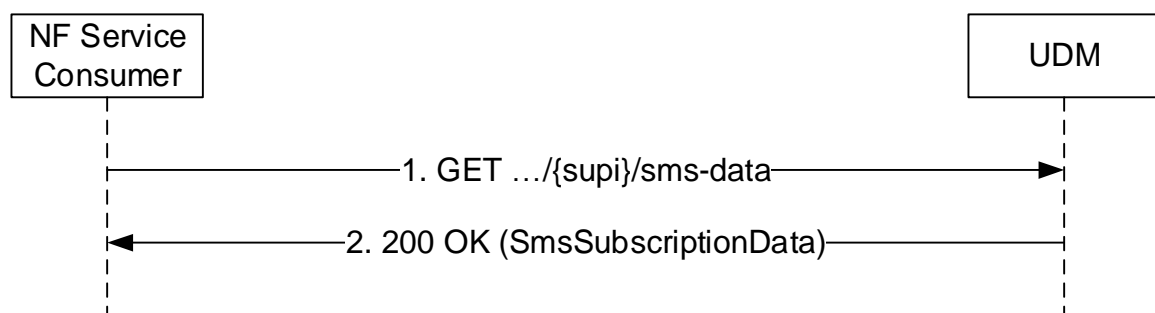 NF Service
Consumer
UDM
1. GET …/{supi}/sms-data
2. 200 OK (SmsSubscriptionData)